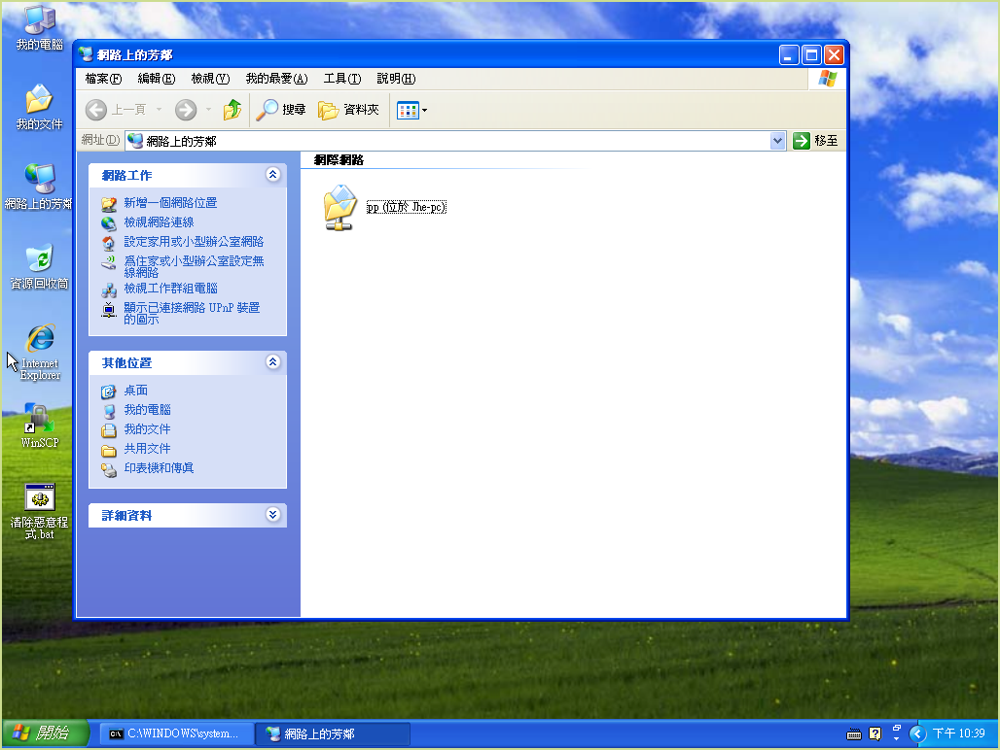 我的電腦
我的文件
網路上的芳鄰
資源回收筒
Internet
Explorer
WinSCP
清除惡意程
式.bat
網路上的芳鄰
檔案(F) 編輯(E) 檢視(V) 我的最愛(A) 工具(T) 說明(H)
上一頁 搜尋 資料夾
網址(D) 網路上的芳鄰 移至
網路工作
新增一個網路位置
檢視網路連線
設定家用或小型辦公室網路
為住家或小型辦公室設定無
線網路
檢視工作群組電腦
顯示已連接網路 UPnP 裝置
的圖示
其他位置
桌面
我的電腦
我的文件
共用文件
印表機和傳真
詳細資料
網際網路
pp (位於 Jhe-pc)
開始 C:\WINDOWS\system... 網路上的芳鄰 下午 10:39